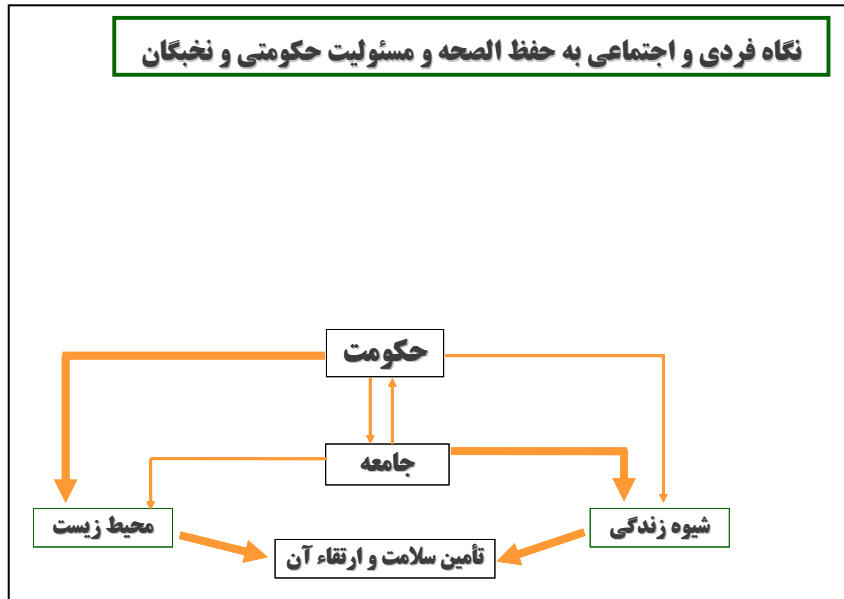 نگاه فردی و اجتماعی به حفظ الصحه و مسئولیت حکومتی و نخبگان
حکومت
جامعه
شیوه زندگی
محیط زیست
تأمین سلامت و ارتقاء آن